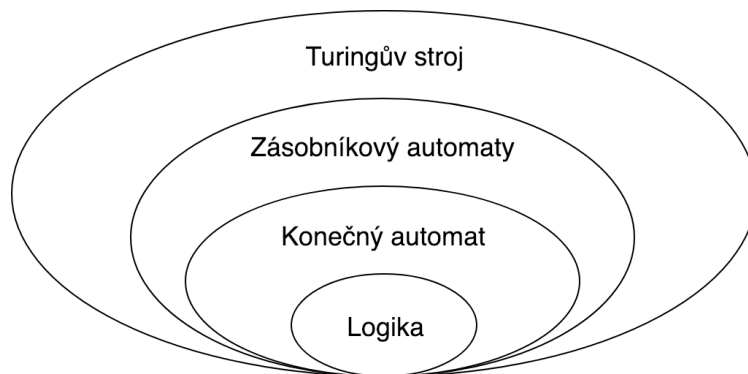 Turingův stroj
Zásobníkový automaty
Konečný automat
Logika